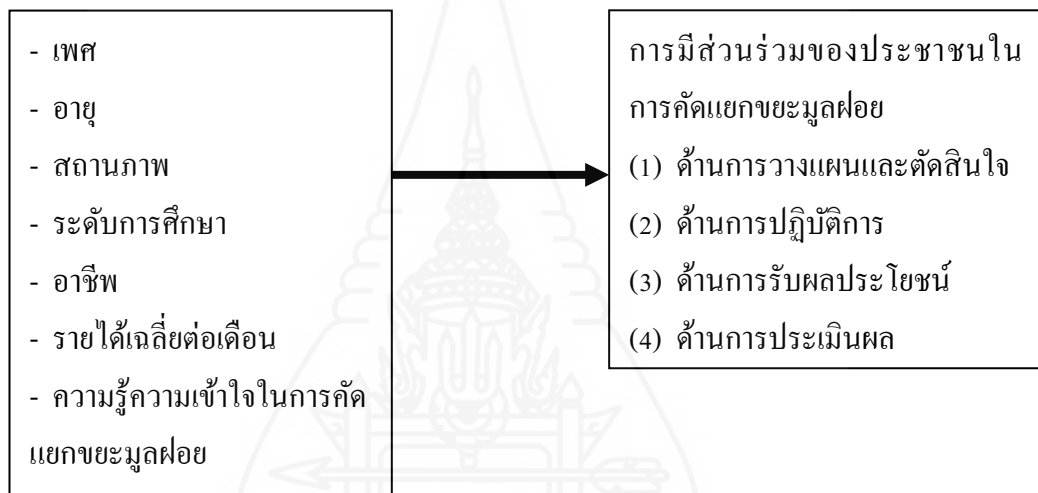 - เพศ
- อายุ
- สถานภาพ
- ระดับการศึกษา
- อาชีพ
- รายได้เฉลี่ยต่อเดือน
- ความรู้ความเข้าใจในการคัด
แยกขยะมูลฝอย
การมีส่วนร่วมของประชาชนใน
การคัดแยกขยะมูลฝอย
(1) ด้านการวางแผนและตัดสินใจ
(2) ด้านการปฏิบัติการ
(3) ด้านการรับผลประโยชน์
(4) ด้านการประเมินผล